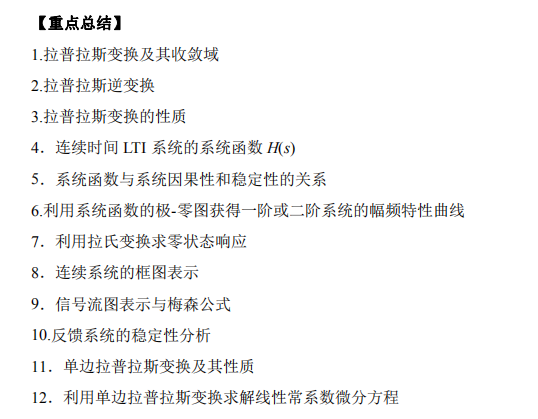 【重点总结】
1.拉普拉斯变换及其收敛域
2.拉普拉斯逆变换
3.拉普拉斯变换的性质
4．连续时间 LTI 系统的系统函数 H(s)
5．系统函数与系统因果性和稳定性的关系
6.利用系统函数的极-零图获得一阶或二阶系统的幅频特性曲线
7．利用拉氏变换求零状态响应
8．连续系统的框图表示
9．信号流图表示与梅森公式
10.反馈系统的稳定性分析
11．单边拉普拉斯变换及其性质
12．利用单边拉普拉斯变换求解线性常系数微分方程